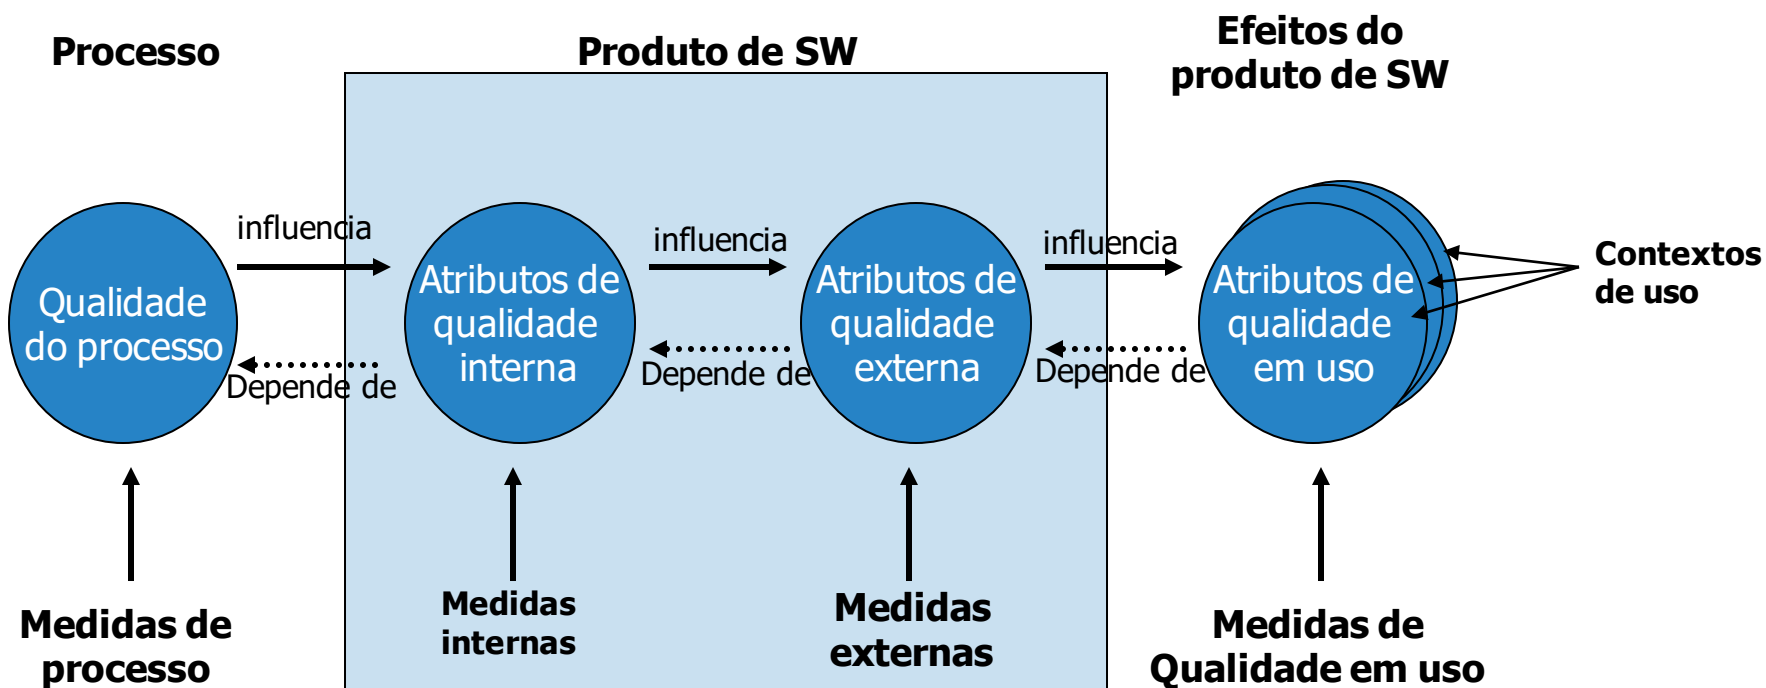 Processo
Produto de SW
Efeitos do
produto de SW
influencia
influencia
influencia
Qualidade
do processo
Atributos de
qualidade
interna
Atributos de
qualidade
externa
Atributos de
qualidade
em uso
Contextos
de uso
Depende de
Depende de
Depende de
Medidas de
processo
Medidas
internas
Medidas
externas
Medidas de
Qualidade em uso